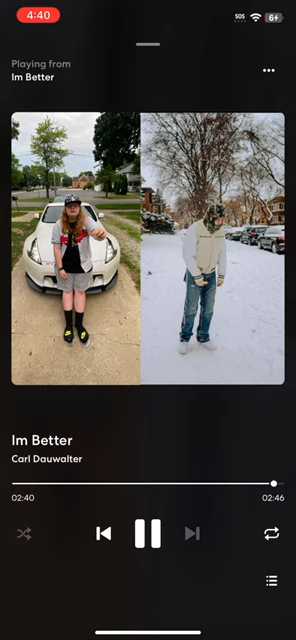 4:40
SOS
6
Playing from
Im Better
Im Better
Carl Dauwalter
02:40
02:46